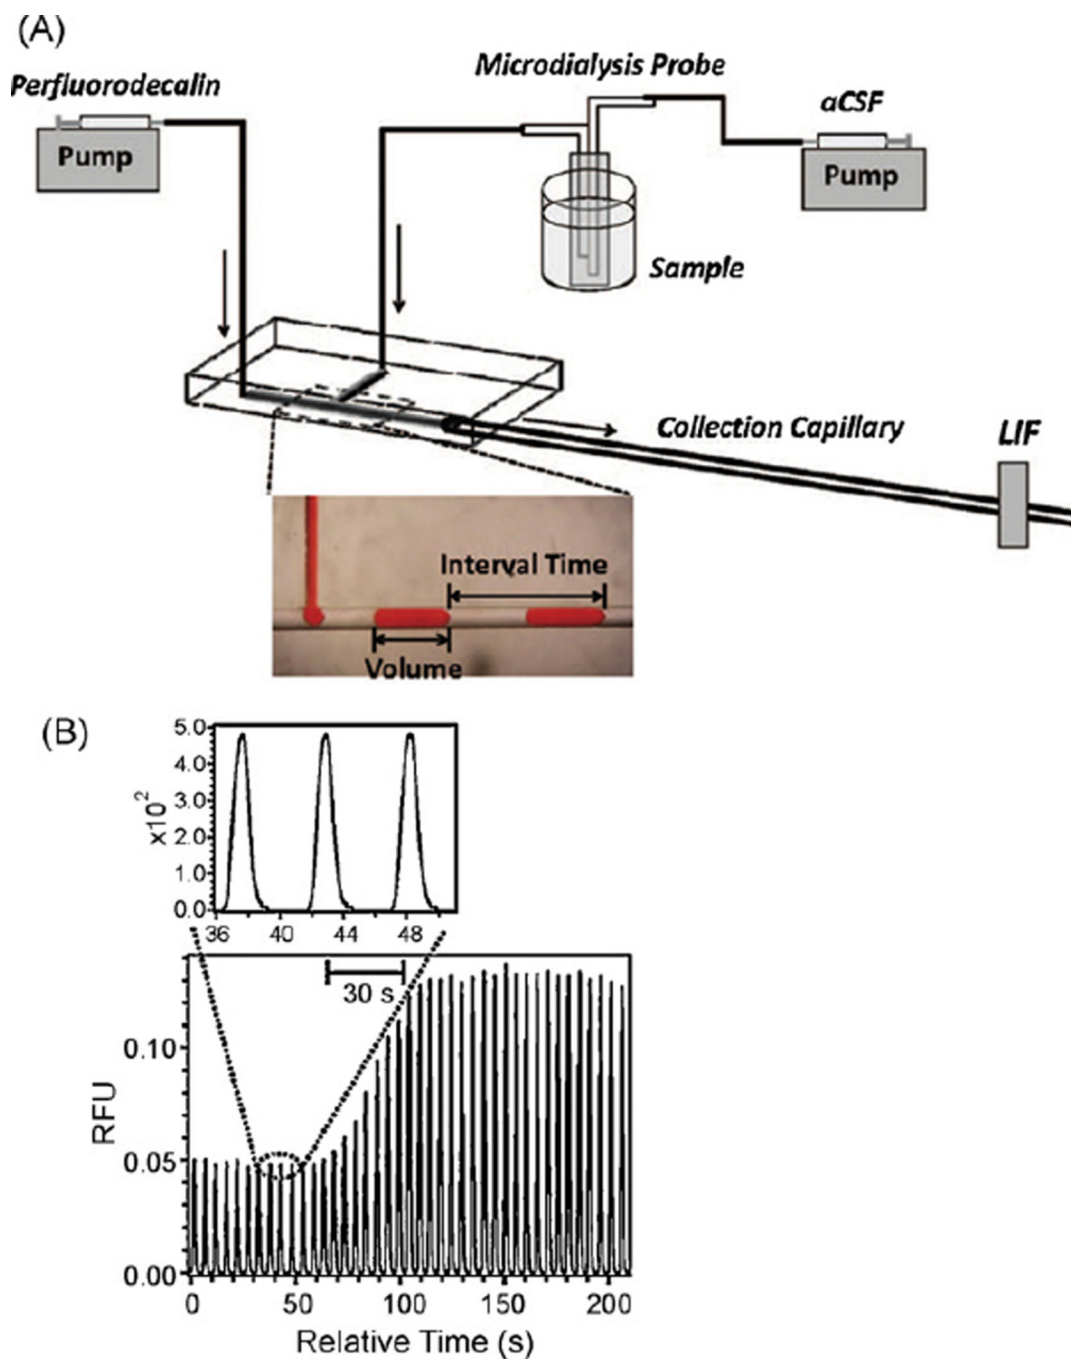 (A)
Perfluorodecalin
Microdialysis Probe
aCSF
Pump
Pump
Sample
Collection Capillary
LIF
Interval Time
Volume
(B)
5.0
4.0
3.0
2.0
1.0
0.0
x10²
36 40 44 48
30 s
0.10
0.05
0.00
RFU
0 50 100 150 200
Relative Time (s)